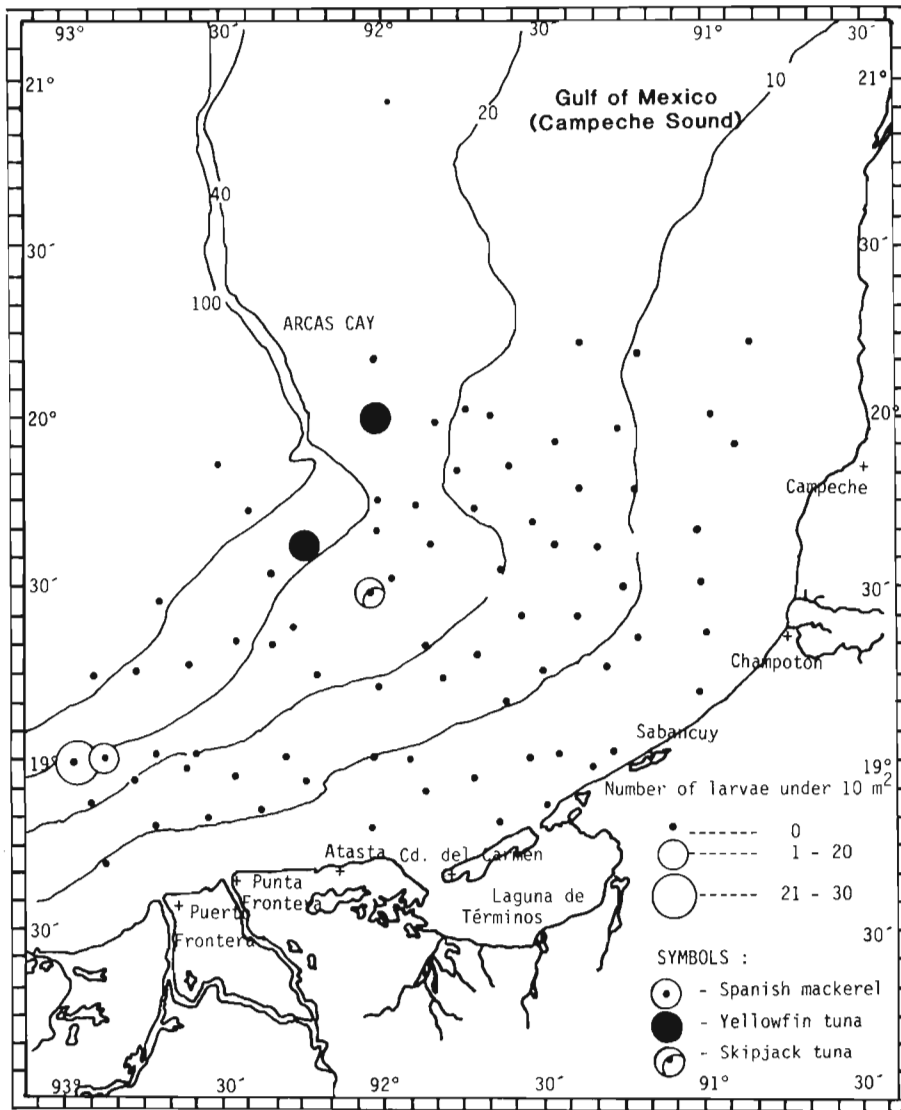 93° 30´ 92° 30´ 91° 30´
21° 21°
10
Gulf of Mexico
(Campeche Sound)
20
40
30´ 30´
100
ARCAS CAY
20° 20°
Campeche
30´ 30´
Champoton
Sabancuy
19° 19°
Number of larvae under 10 m²
0
1 - 20
21 - 30
Atasta Cd. del Carmen
Punta
Frontera
Puerto
Frontera
Laguna de
Términos
30´ 30´
SYMBOLS :
- Spanish mackerel
- Yellowfin tuna
- Skipjack tuna
93° 30´ 92° 30´ 91° 30´